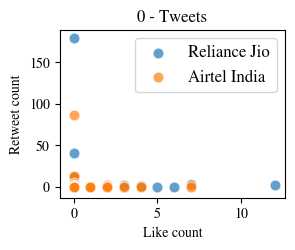 0 - Tweets
Reliance Jio
Airtel India
Retweet count
150
100
50
0
0
5
10
Like count